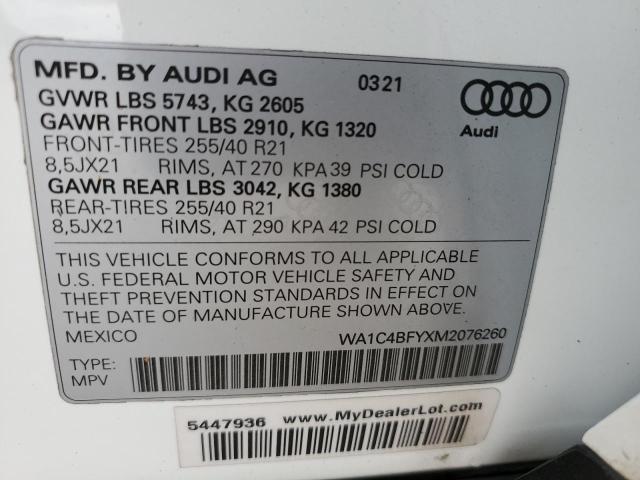 MFD. BY AUDI AG 0321
GVWR LBS 5743, KG 2605
GAWR FRONT LBS 2910, KG 1320
Audi
FRONT-TIRES 255/40 R21
8,5JX21 RIMS, AT 270 KPA 39 PSI COLD
GAWR REAR LBS 3042, KG 1380
REAR-TIRES 255/40 R21
8,5JX21 RIMS, AT 290 KPA 42 PSI COLD
THIS VEHICLE CONFORMS TO ALL APPLICABLE
U.S. FEDERAL MOTOR VEHICLE SAFETY AND
THEFT PREVENTION STANDARDS IN EFFECT ON
THE DATE OF MANUFACTURE SHOWN ABOVE.
MEXICO WA1C4BFYXM2076260
TYPE:
MPV
5447936 www.MyDealerLot.com